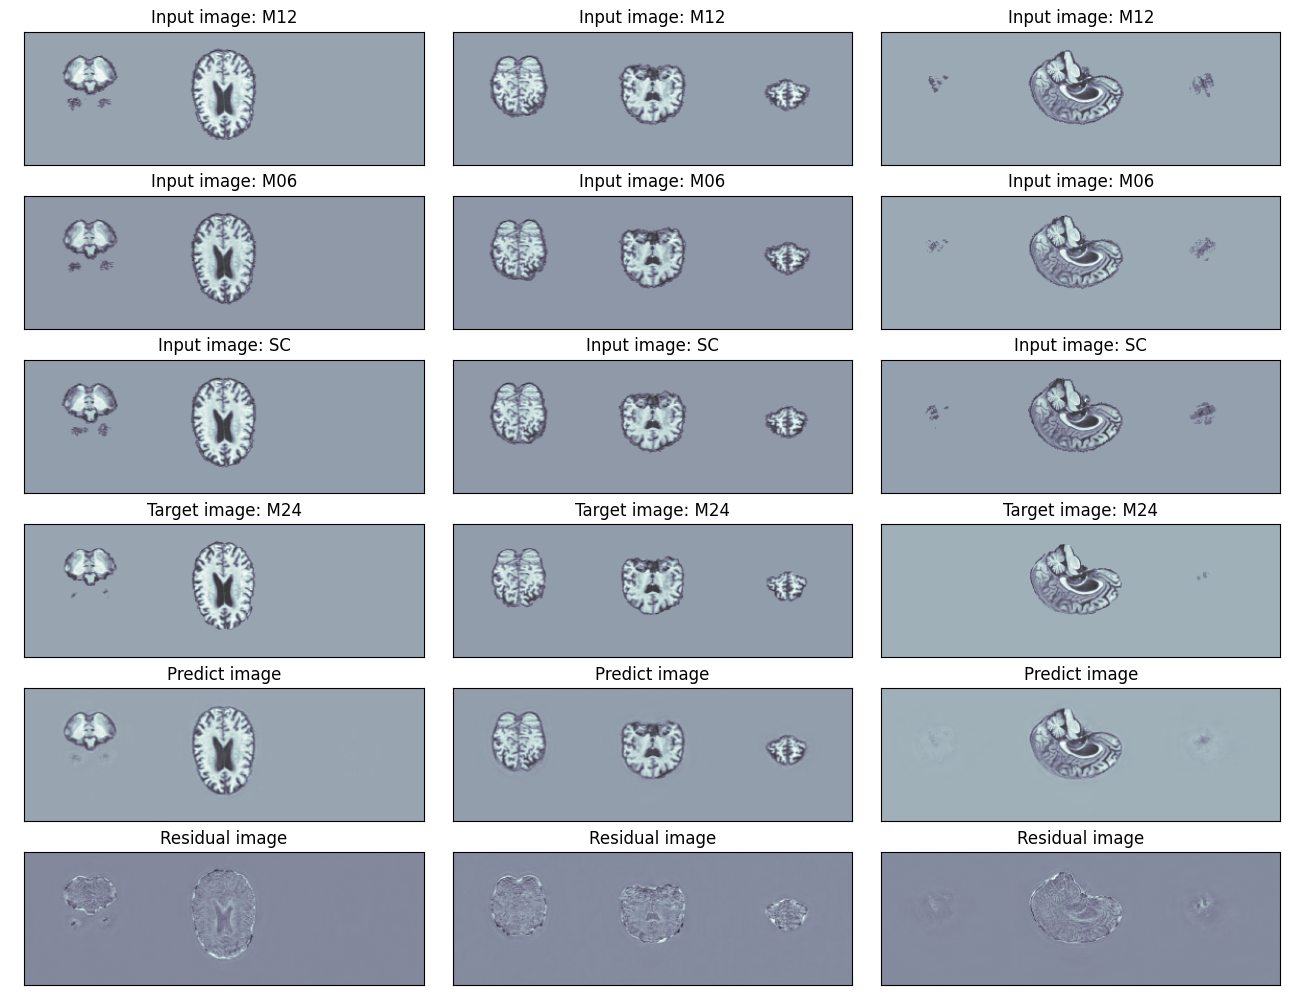 Input image: M12 Input image: M12 Input image: M12
Input image: M06 Input image: M06 Input image: M06
Input image: SC Input image: SC Input image: SC
Target image: M24 Target image: M24 Target image: M24
Predict image Predict image Predict image
Residual image Residual image Residual image